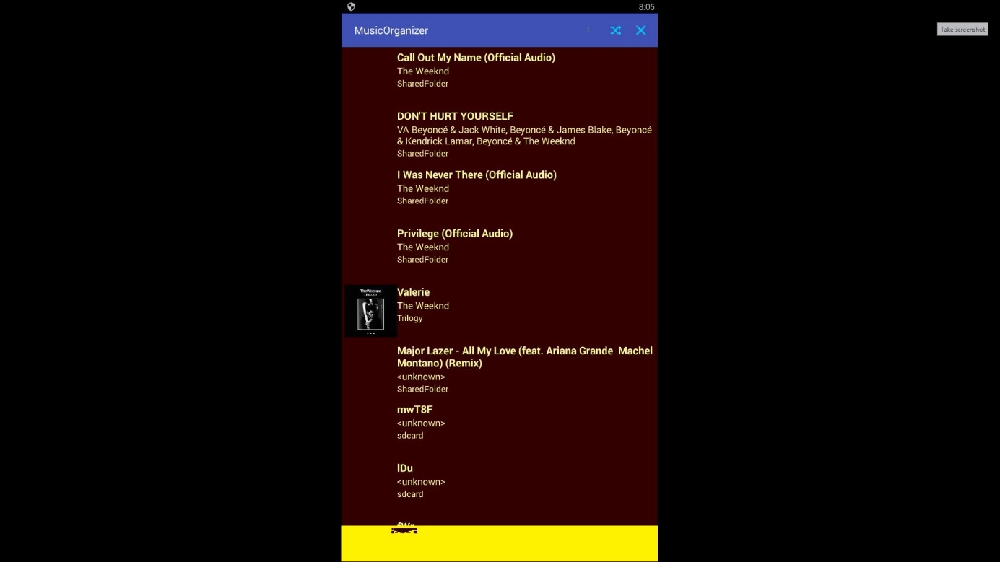 8:05
MusicOrganizer
Take screenshot
Call Out My Name (Official Audio)
The Weeknd
SharedFolder
DON'T HURT YOURSELF
VA Beyoncé & Jack White, Beyoncé & James Blake, Beyoncé
& Kendrick Lamar, Beyoncé & The Weeknd
SharedFolder
I Was Never There (Official Audio)
The Weeknd
SharedFolder
Privilege (Official Audio)
The Weeknd
SharedFolder
TheWeeknd
TRILOGY
Valerie
The Weeknd
Trilogy
Major Lazer - All My Love (feat. Ariana Grande  Machel
Montano) (Remix)
<unknown>
SharedFolder
mwT8F
<unknown>
sdcard
lDu
<unknown>
sdcard